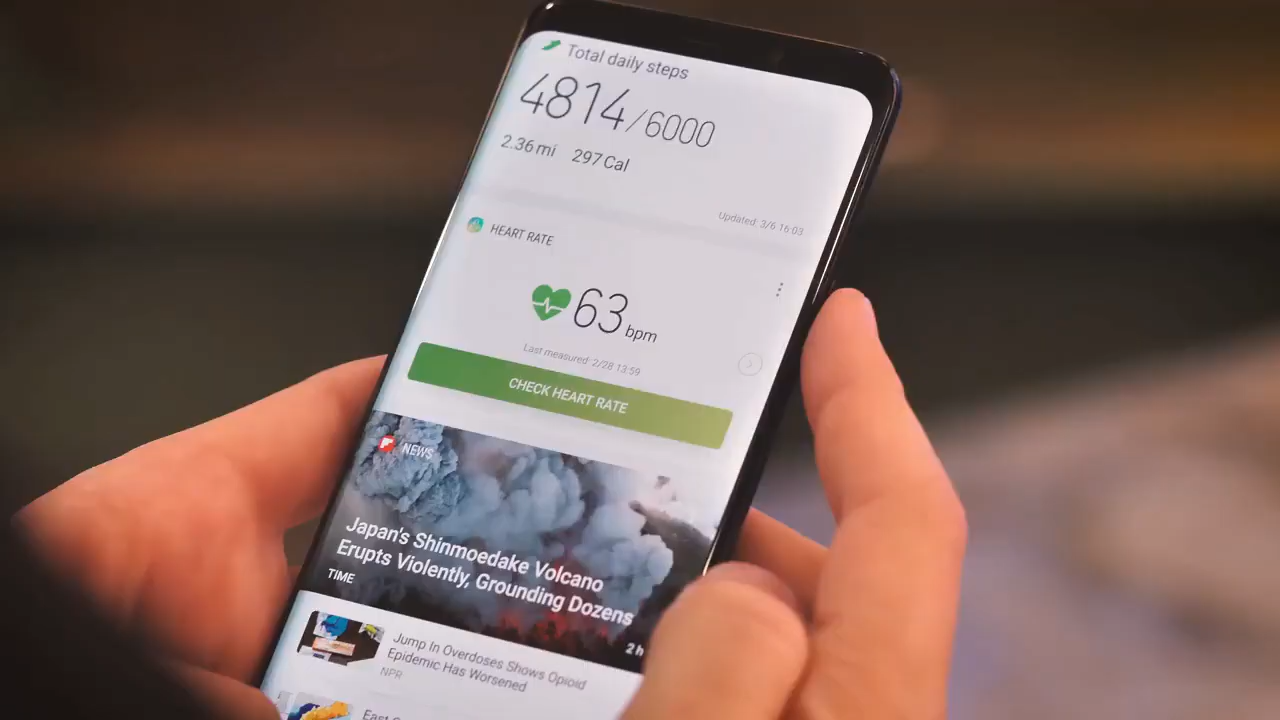 Total daily steps
4814/6000
2.36 mi 297 Cal
Updated 3/6 16:03
HEART RATE
63 bpm
Last measured: 2/28 13:59
CHECK HEART RATE
NEWS
Japan's Shinmoedake Volcano
Erupts Violently, Grounding Dozens
TIME
2h
Jump In Overdoses Shows Opioid
Epidemic Has Worsened
NPR
East